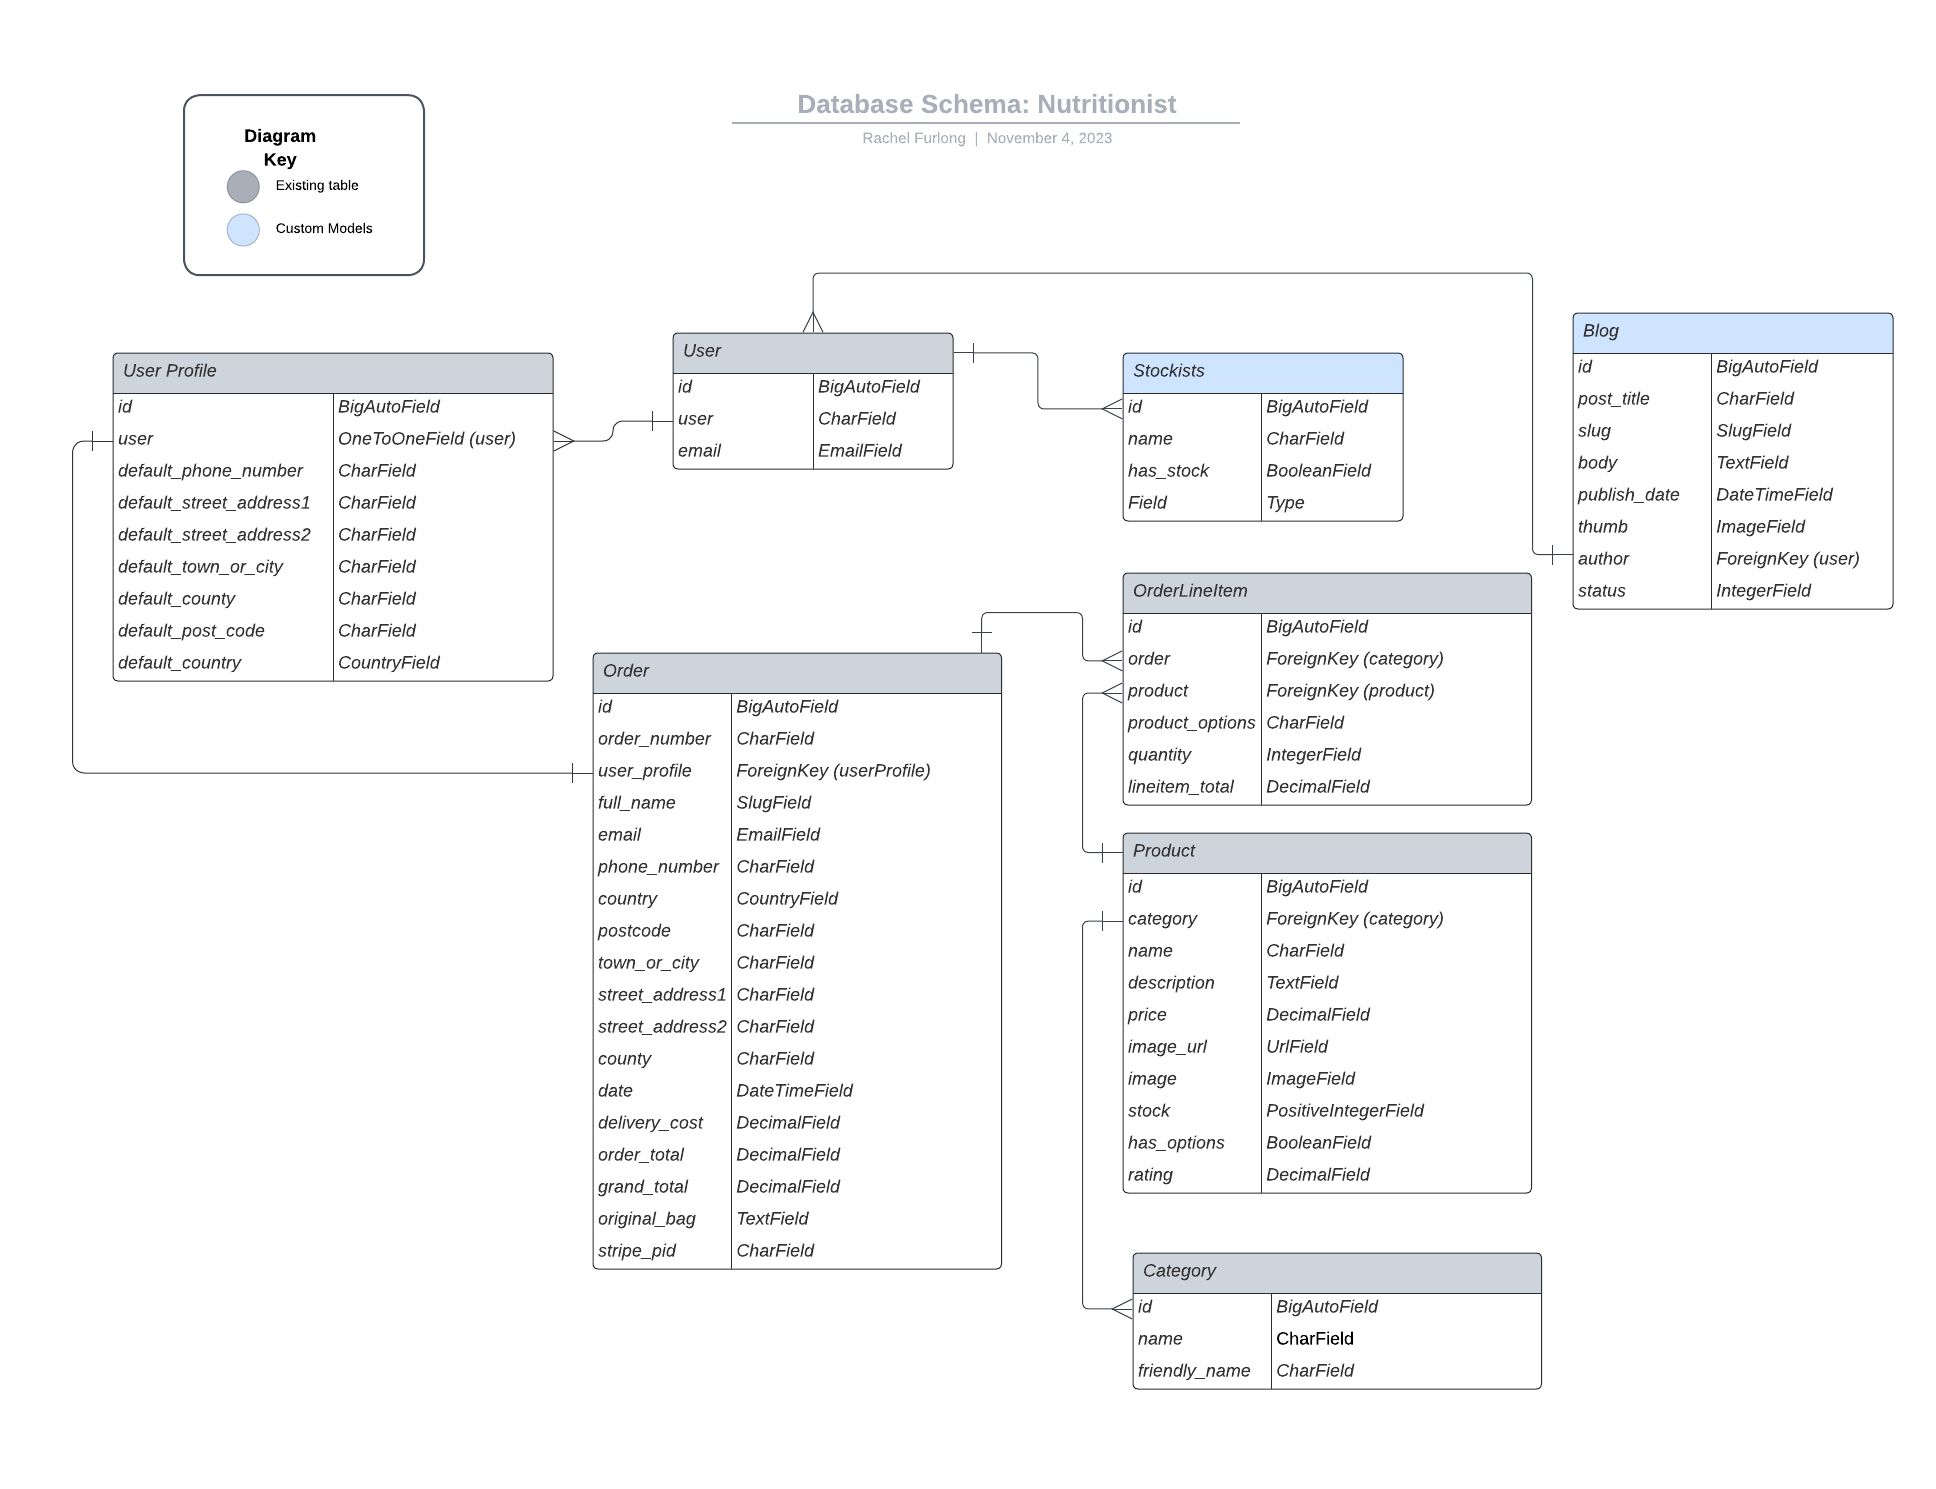 Database Schema: Nutritionist
Rachel Furlong | November 4, 2023
Diagram
Key
Existing table
Custom Models
User Profile
id BigAutoField
user OneToOneField (user)
default_phone_number CharField
default_street_address1 CharField
default_street_address2 CharField
default_town_or_city CharField
default_county CharField
default_post_code CharField
default_country CountryField
User
id BigAutoField
user CharField
email EmailField
Stockists
id BigAutoField
name CharField
has_stock BooleanField
Field Type
Blog
id BigAutoField
post_title CharField
slug SlugField
body TextField
publish_date DateTimeField
thumb ImageField
author ForeignKey (user)
status IntegerField
Order
id BigAutoField
order_number CharField
user_profile ForeignKey (userProfile)
full_name SlugField
email EmailField
phone_number CharField
country CountryField
postcode CharField
town_or_city CharField
street_address1 CharField
street_address2 CharField
county CharField
date DateTimeField
delivery_cost DecimalField
order_total DecimalField
grand_total DecimalField
original_bag TextField
stripe_pid CharField
OrderLineItem
id BigAutoField
order ForeignKey (category)
product ForeignKey (product)
product_options CharField
quantity IntegerField
lineitem_total DecimalField
Product
id BigAutoField
category ForeignKey (category)
name CharField
description TextField
price DecimalField
image_url UrlField
image ImageField
stock PositiveIntegerField
has_options BooleanField
rating DecimalField
Category
id BigAutoField
name CharField
friendly_name CharField